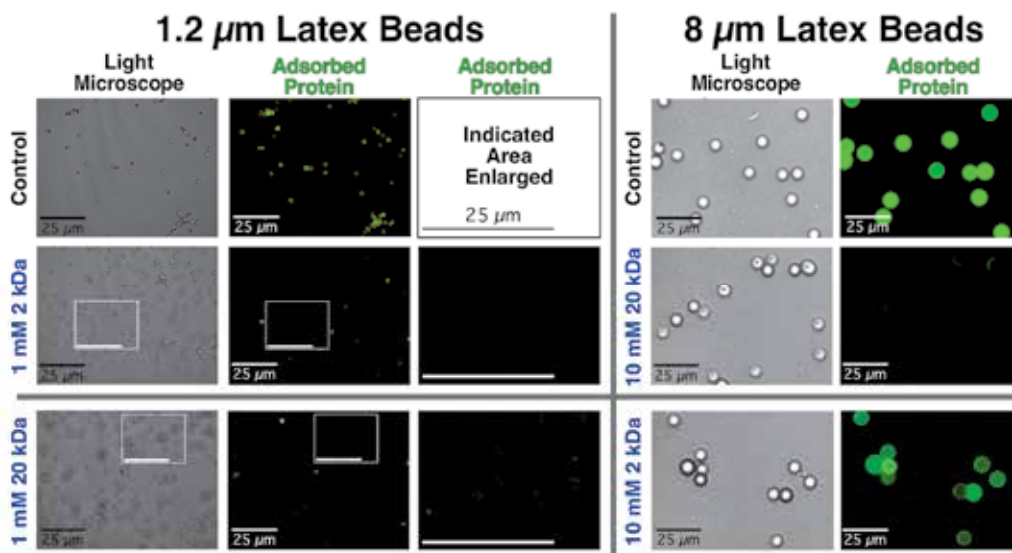 1.2 µm Latex Beads
8 µm Latex Beads
Light
Microscope
Adsorbed
Protein
Adsorbed
Protein
Light
Microscope
Adsorbed
Protein
Control
25 µm
25 µm
Indicated
Area
Enlarged
25 µm
Control
25 µm
25 µm
1 mM 2 kDa
25 µm
25 µm
10 mM 20 kDa
25 µm
25 µm
1 mM 20 kDa
25 µm
25 µm
10 mM 2 kDa
25 µm
25 µm